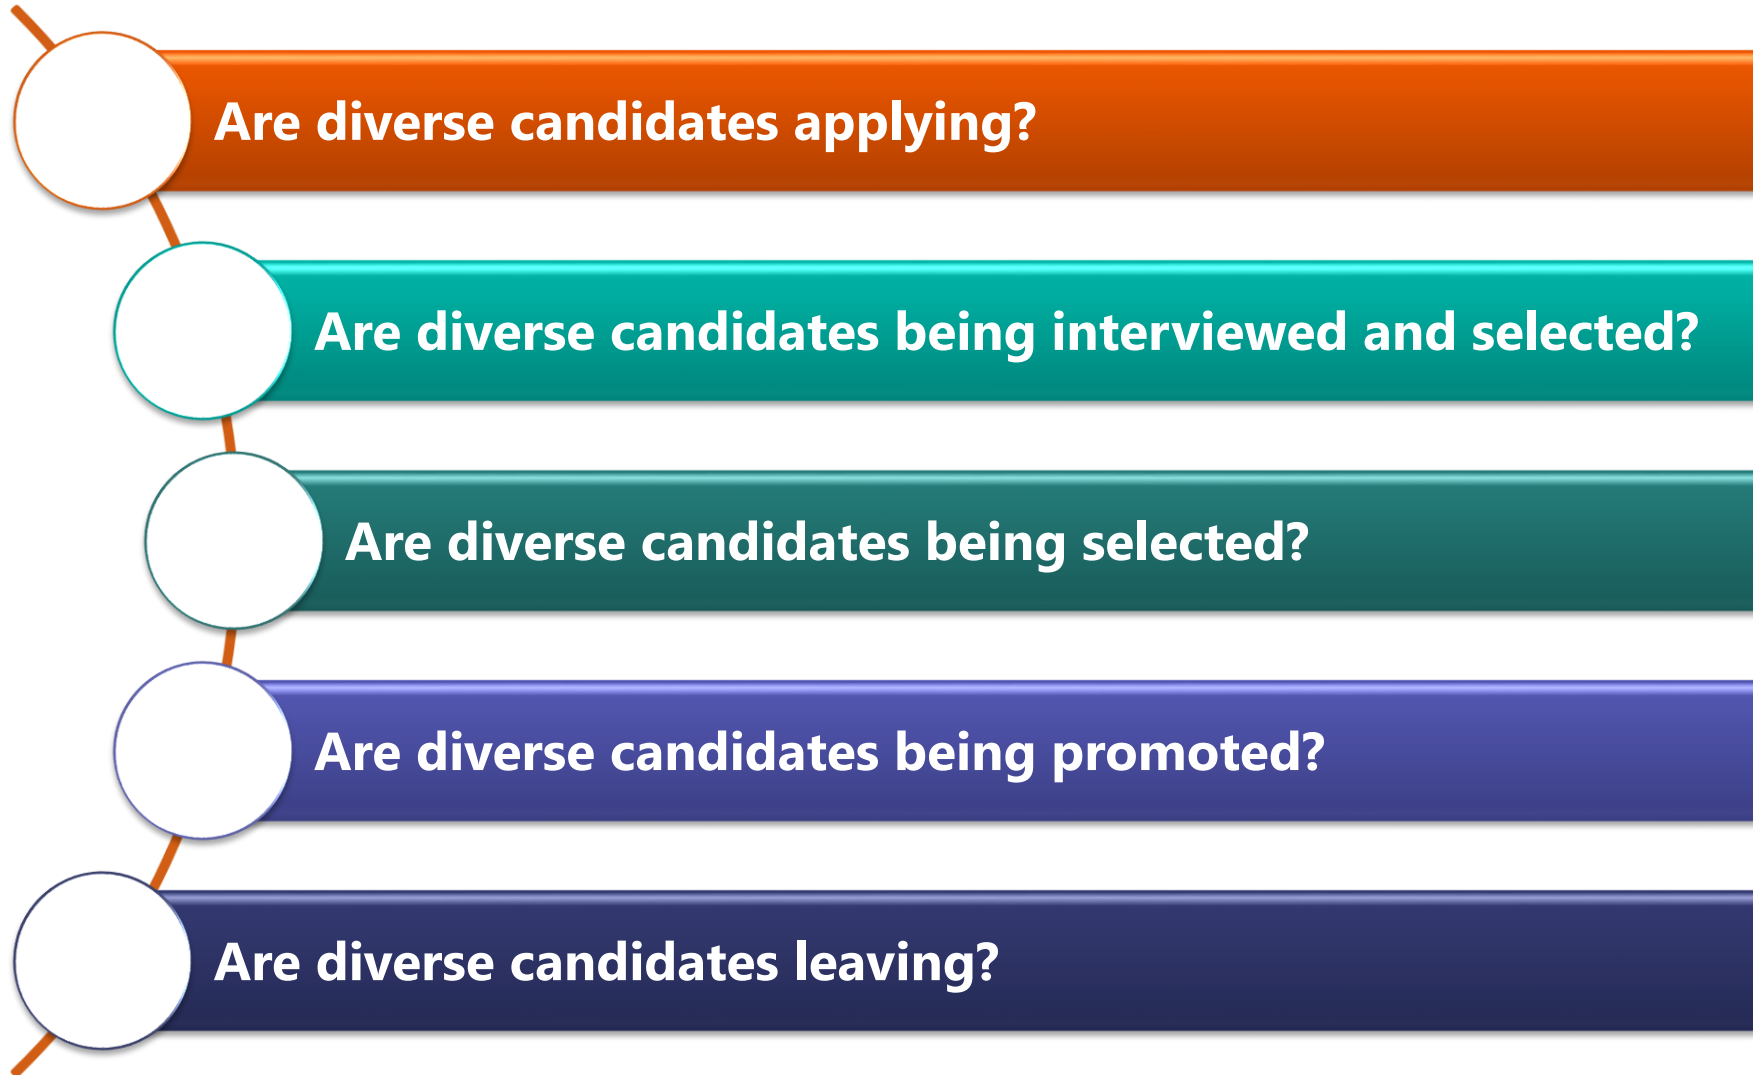 Are diverse candidates applying?
Are diverse candidates being interviewed and selected?
Are diverse candidates being selected?
Are diverse candidates being promoted?
Are diverse candidates leaving?